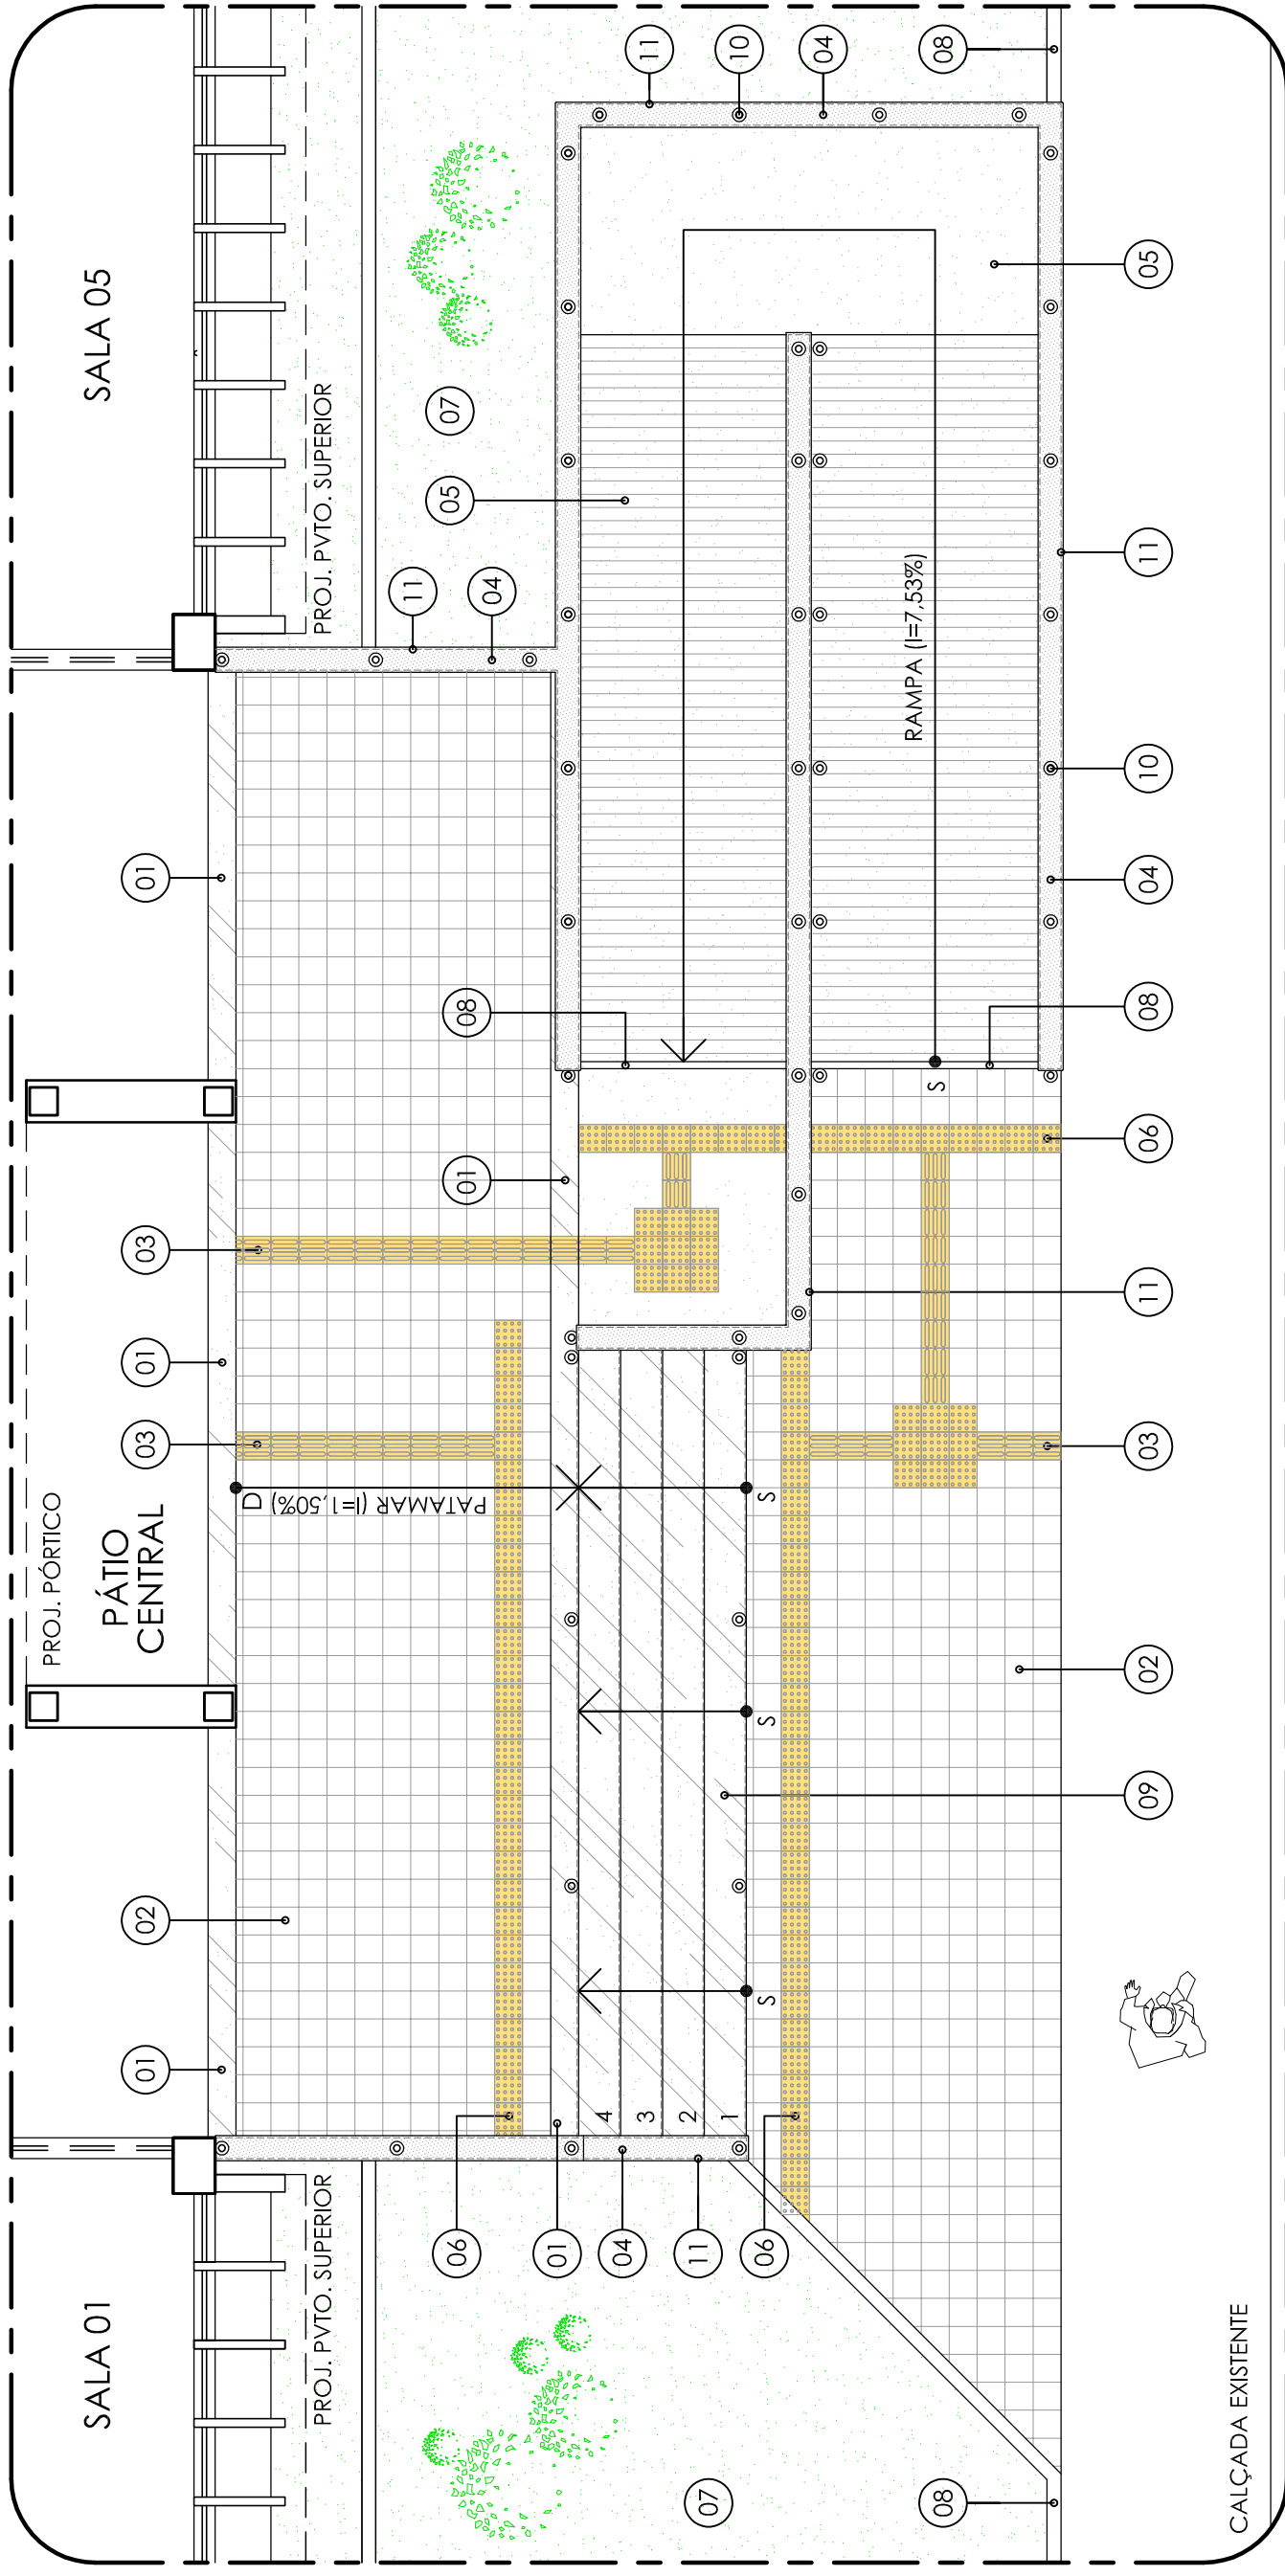 PROJ. PÓRTICO
SALA 01
PÁTIO
CENTRAL
SALA 05
01
02
03
01
03
01
D
PATAMAR (I=1,50%)
PROJ. PVTO. SUPERIOR
PROJ. PVTO. SUPERIOR
11
06
01
08
05
07
04
01
4
04
3
11
10
2
11
07
1
06
S
S
S
04
RAMPA (I=7,53%)
S
08
08
09
02
03
11
06
08
04
10
11
05
CALÇADA EXISTENTE